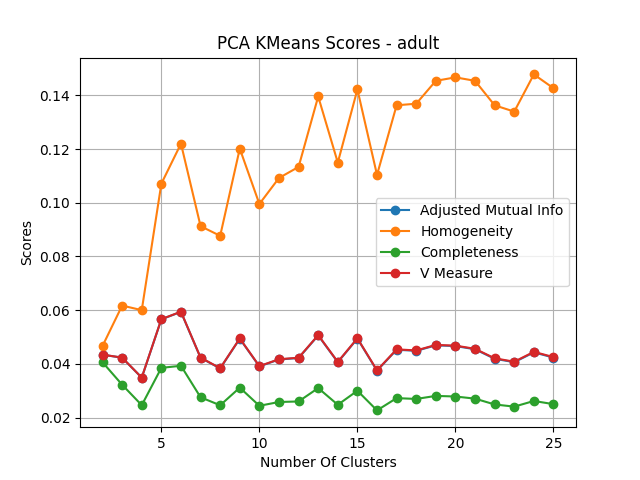 PCA KMeans Scores - adult
0.14
0.12
0.10
0.08
0.06
0.04
0.02
Scores
Adjusted Mutual Info
Homogeneity
Completeness
V Measure
5
10
15
20
25
Number Of Clusters